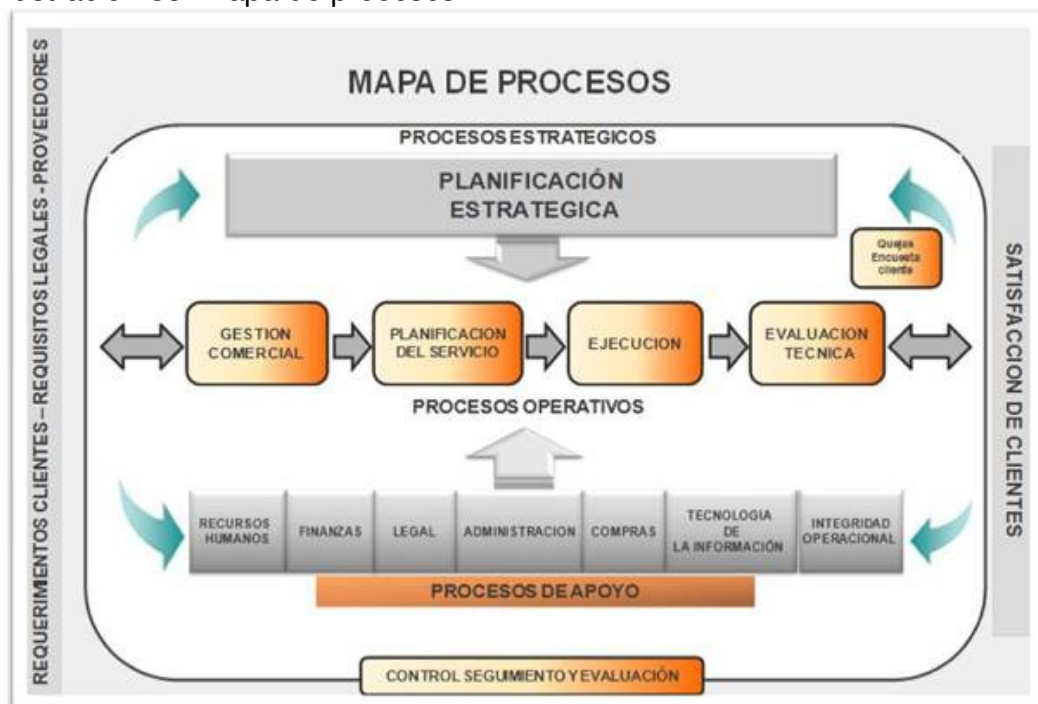 MAPA DE PROCESOS
REQUERIMENTOS CLIENTES – REQUISITOS LEGALES - PROVEEDORES
PROCESOS ESTRATEGICOS
PLANIFICACIÓN
ESTRATEGICA
Quejas
Encuesta
cliente
SATISFACCION DE CLIENTES
GESTION
COMERCIAL
PLANIFICACION
DEL SERVICIO
EJECUCION
EVALUACION
TECNICA
PROCESOS OPERATIVOS
RECURSOS
HUMANOS
FINANZAS
LEGAL
ADMINISTRACION
COMPRAS
TECNOLOGIA
DE
LA INFORMACIÓN
INTEGRIDAD
OPERACIONAL
PROCESOS DE APOYO
CONTROL SEGUIMIENTO Y EVALUACIÓN